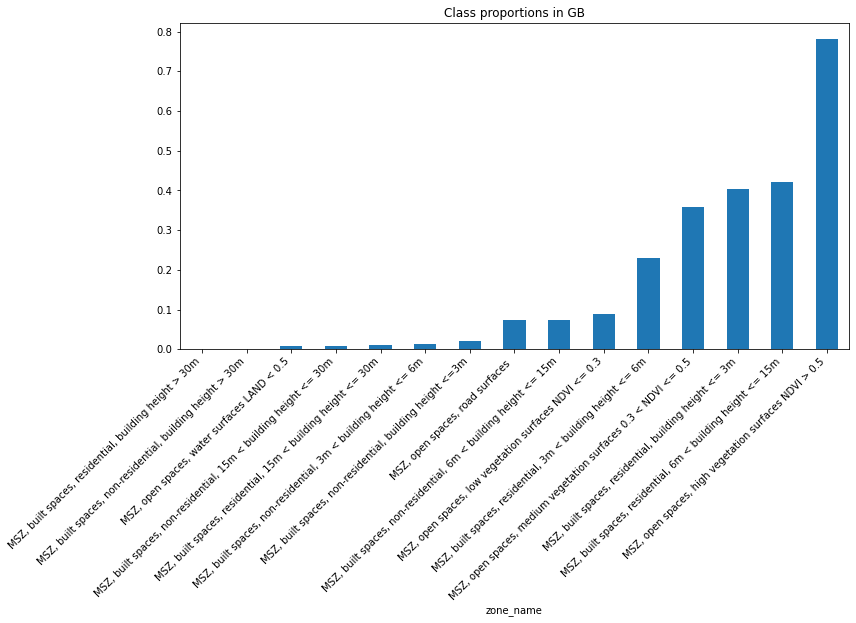 Class proportions in GB
0.8
0.7
0.6
0.5
0.4
0.3
0.2
0.1
0.0
MSZ, built spaces, residential, building height > 30m
MSZ, built spaces, non-residential, building height > 30m
MSZ, open spaces, water surfaces LAND < 0.5
MSZ, built spaces, non-residential, 15m < building height <= 30m
MSZ, built spaces, residential, 15m < building height <= 30m
MSZ, built spaces, non-residential, 3m < building height <= 6m
MSZ, built spaces, non-residential, building height <=3m
MSZ, open spaces, road surfaces
MSZ, built spaces, non-residential, 6m < building height <= 15m
MSZ, open spaces, low vegetation surfaces NDVI <= 0.3
MSZ, built spaces, residential, 3m < building height <= 6m
MSZ, open spaces, medium vegetation surfaces 0.3 < NDVI <= 0.5
MSZ, built spaces, residential, building height <= 3m
MSZ, built spaces, residential, 6m < building height <= 15m
MSZ, open spaces, high vegetation surfaces NDVI > 0.5
zone_name